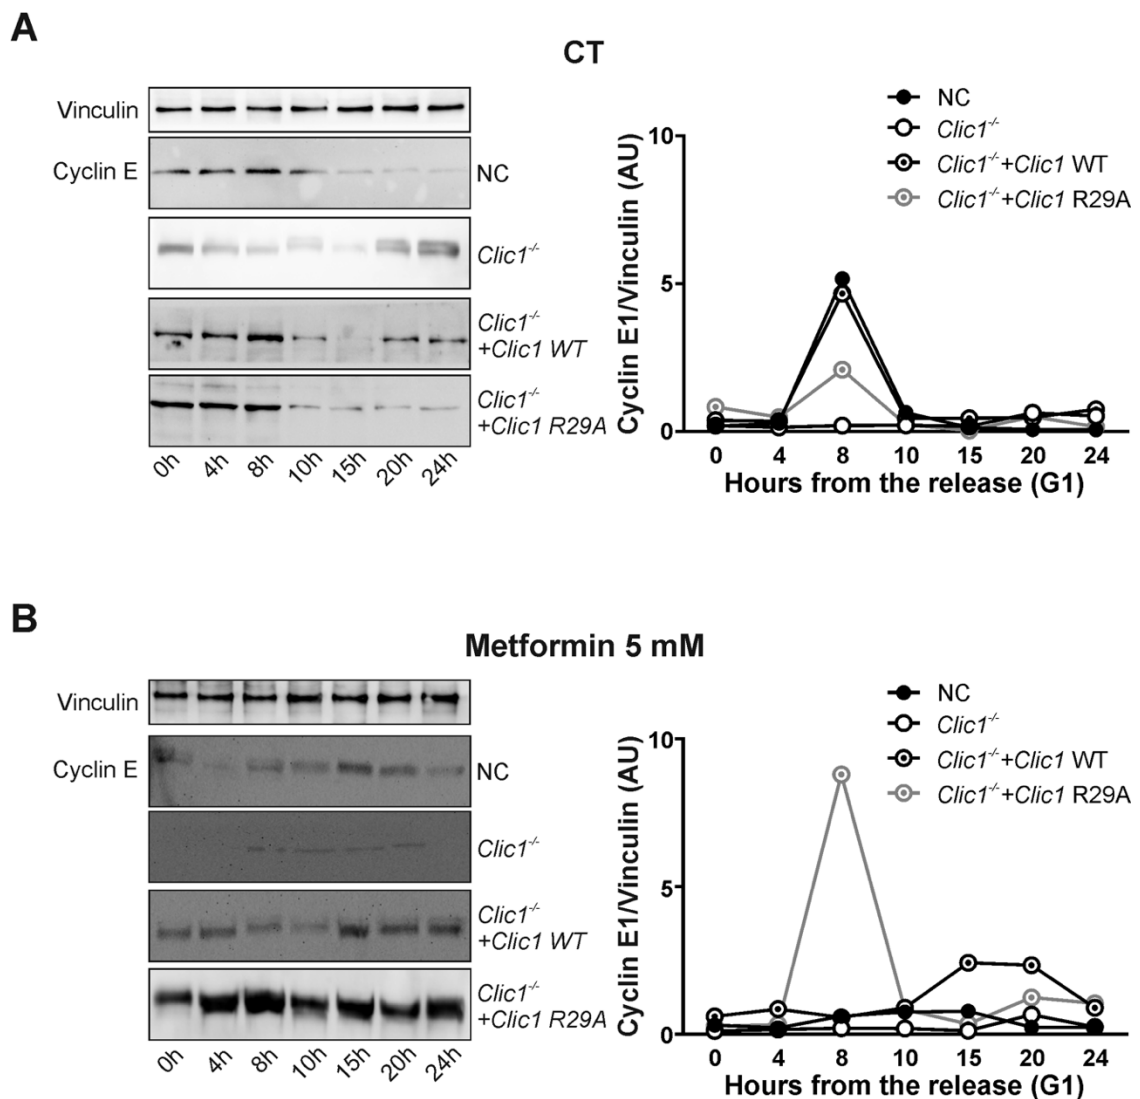 A
CT
Vinculin
Cyclin E
NC
Clic1-/-
Clic1-/-
+Clic1 WT
Clic1-/-
+Clic1 R29A
0h 4h 8h 10h 15h 20h 24h
NC
Clic1-/-
Clic1-/-+Clic1 WT
Clic1-/-+Clic1 R29A
Cyclin E1/Vinculin (AU)
10
5
0
0 4 8 10 15 20 24
Hours from the release (G1)
B
Metformin 5 mM
Vinculin
Cyclin E
NC
Clic1-/-
Clic1-/-
+Clic1 WT
Clic1-/-
+Clic1 R29A
0h 4h 8h 10h 15h 20h 24h
NC
Clic1-/-
Clic1-/-+Clic1 WT
Clic1-/-+Clic1 R29A
Cyclin E1/Vinculin (AU)
10
5
0
0 4 8 10 15 20 24
Hours from the release (G1)